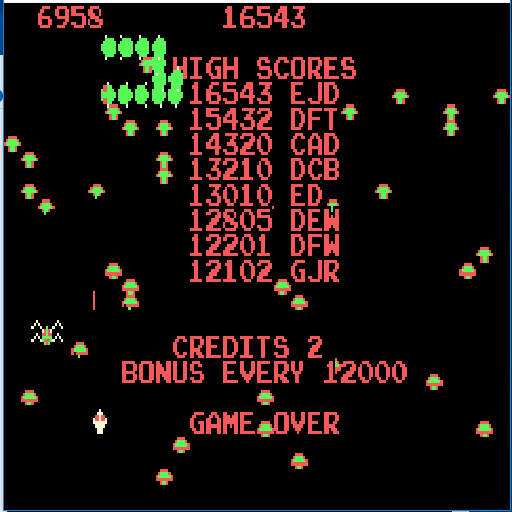 6958 16543
HIGH SCORES
16543 EJD
15432 DFT
14320 CAD
13210 DCB
13010 ED
12805 DEW
12201 DFW
12102 GJR
CREDITS 2
BONUS EVERY 12000
GAME OVER